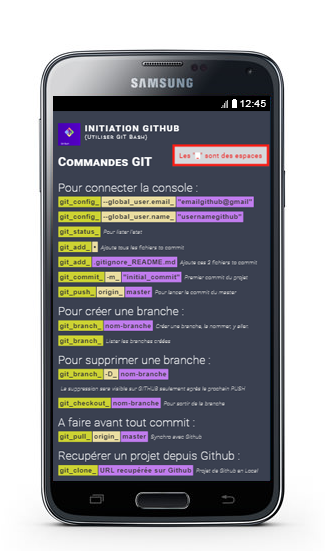 SAMSUNG
12:45
INITIATION GITHUB
(UTILISER GIT BASH)
Les "_" sont des espaces
COMMANDES GIT
Pour connecter la console :
git_config_ --global_user.email_ "emailgithub@gmail"
git_config_ --global_user.name_ "usernamegithub"
git_status_ Pour lister l'etat
git_add_ * Ajoute tous les fichiers to commit
git_add_ .gitignore_README.md Ajoute ces 2 fichiers to commit
git_commit_ -m_ "Initial_commit" Premier commit du projet
git_push_ origin_ master Pour lancer le commit du master
Pour créer une branche :
git_branch_ nom-branche Créer une branche, la nommer, y aller.
git_branch_ Lister les branches créées
Pour supprimer une branche :
git_branch_ -D_ nom-branche
La suppression sera visible sur GITHUB seulement après le prochain PUSH
git_checkout_ nom-branche Pour sortir de la branche
A faire avant tout commit :
git_pull_ origin_ master Synchro avec Github
Recupérer un projet depuis Github :
git_clone_ URL recupérée sur Github Projet de Github en Local